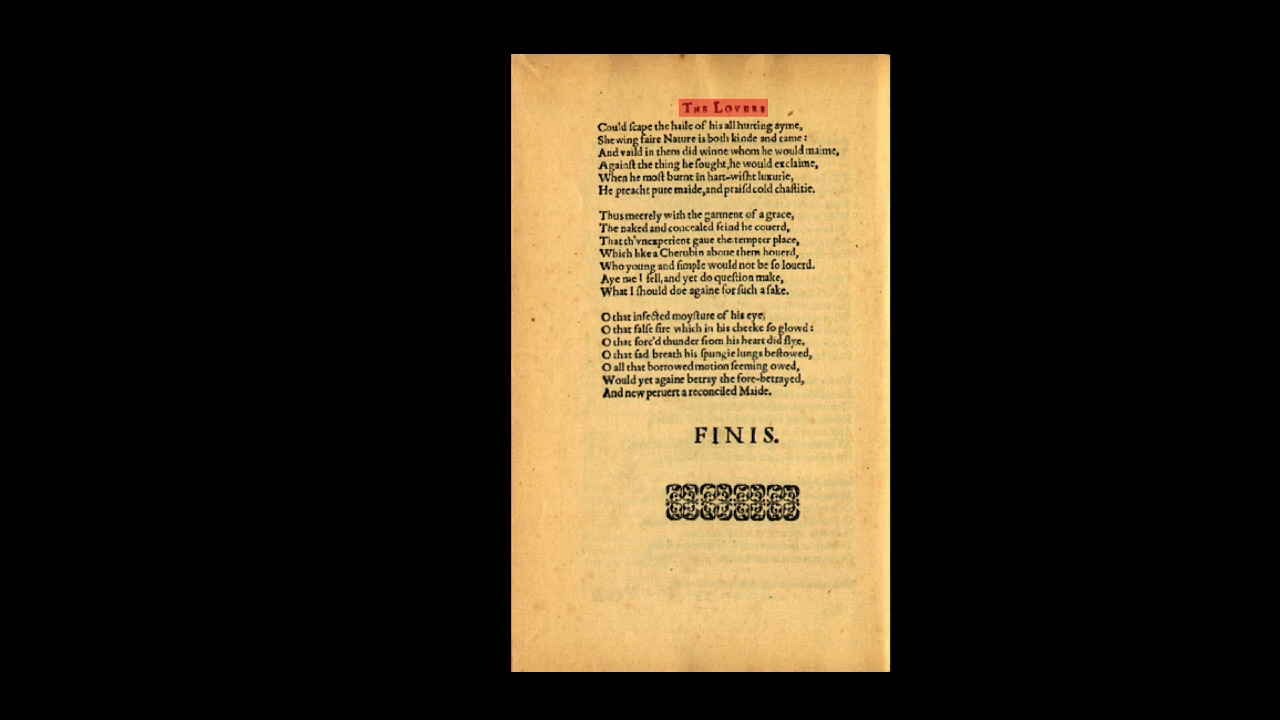 THE LOVERS
Could ſcape the haile of his all hurting ayme,
Shewing faire Nature is both kinde and tame:
And vaild in them did winne whom he would maime,
Againſt the thing he ſought, he would exclaime,
When he moſt burnt in hart-wiſht luxurie,
He preacht pure maide, and praiſd cold chaſtitie.
Thus meerely with the garment of a grace,
The naked and concealed feind he couerd,
That th'vnexperient gaue the tempter place,
Which like a Cherubin aboue them houerd,
Who young and ſimple would not be ſo louerd.
Aye me! I fell, and yet do queſtion make,
What I ſhould doe againe for ſuch a ſake.
O that infected moyſture of his eye,
O that falſe fire which in his cheeke ſo glowd:
O that forc'd thunder from his heart did flye,
O that ſad breath his ſpungie lungs beſtowed,
O all that borrowed motion ſeeming owed,
Would yet againe betray the fore-betrayed,
And new peruert a reconciled Maide.
FINIS.